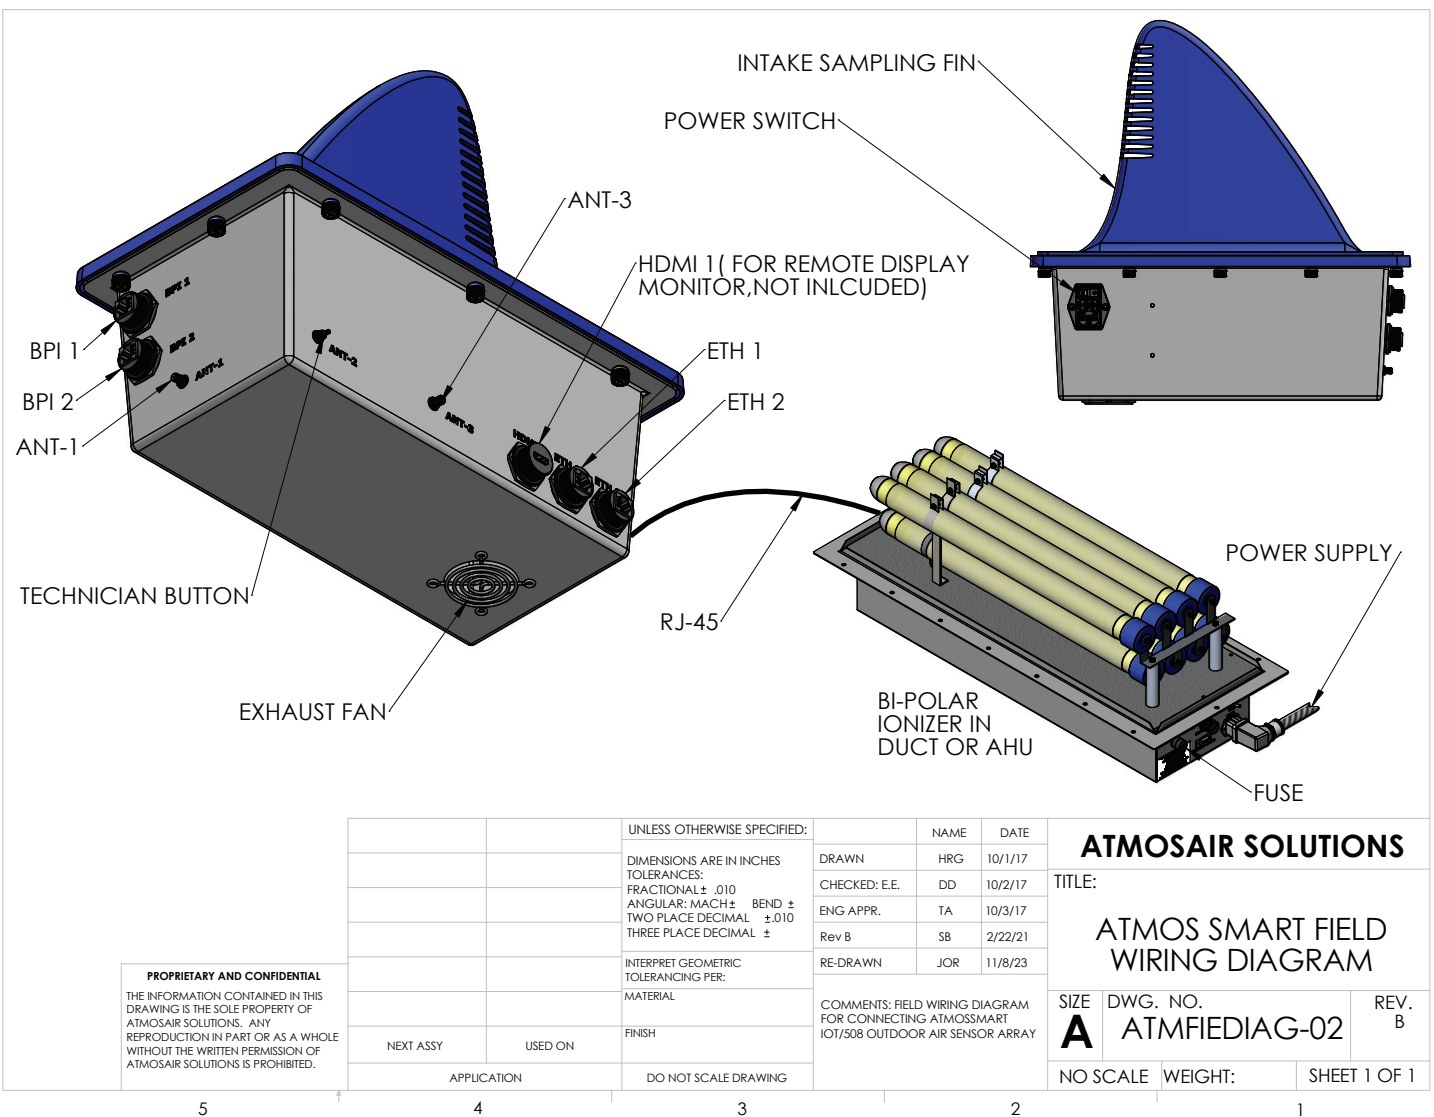 INTAKE SAMPLING FIN
POWER SWITCH
ANT-3
HDMI 1( FOR REMOTE DISPLAY
MONITOR,NOT INLCUDED)
ETH 1
ETH 2
BPI 1
BPI 2
ANT-1
BPI 1
BPI 2
ANT-1
ANT-2
ANT-3
HDMI
ETH
ETH
TECHNICIAN BUTTON
EXHAUST FAN
RJ-45
POWER SUPPLY
BI-POLAR
IONIZER IN
DUCT OR AHU
FUSE
PROPRIETARY AND CONFIDENTIAL
THE INFORMATION CONTAINED IN THIS
DRAWING IS THE SOLE PROPERTY OF
ATMOSAIR SOLUTIONS. ANY
REPRODUCTION IN PART OR AS A WHOLE
WITHOUT THE WRITTEN PERMISSION OF
ATMOSAIR SOLUTIONS IS PROHIBITED.
NEXT ASSY
USED ON
APPLICATION
UNLESS OTHERWISE SPECIFIED:
DIMENSIONS ARE IN INCHES
TOLERANCES:
FRACTIONAL ± .010
ANGULAR: MACH ± BEND ±
TWO PLACE DECIMAL ±.010
THREE PLACE DECIMAL ±
INTERPRET GEOMETRIC
TOLERANCING PER:
MATERIAL
FINISH
DO NOT SCALE DRAWING
NAME DATE
DRAWN HRG 10/1/17
CHECKED: E.E. DD 10/2/17
ENG APPR. TA 10/3/17
Rev B SB 2/22/21
RE-DRAWN JOR 11/8/23
COMMENTS: FIELD WIRING DIAGRAM
FOR CONNECTING ATMOSSMART
IOT/508 OUTDOOR AIR SENSOR ARRAY
ATMOSAIR SOLUTIONS
TITLE:
ATMOS SMART FIELD
WIRING DIAGRAM
SIZE
A
DWG. NO.
ATMFIEDIAG-02
REV.
B
NO SCALE
WEIGHT:
SHEET 1 OF 1
5 4 3 2 1